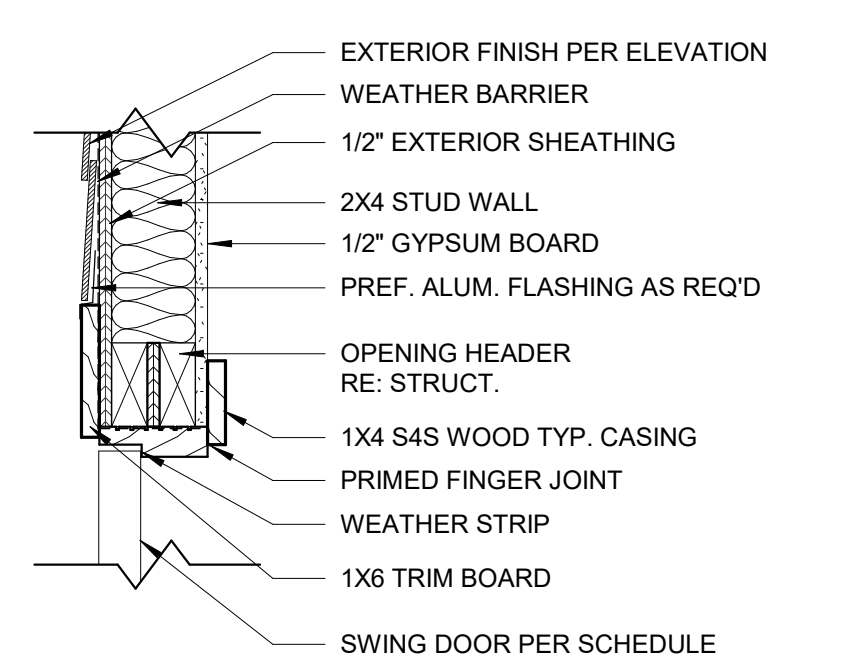 EXTERIOR FINISH PER ELEVATION
WEATHER BARRIER
1/2" EXTERIOR SHEATHING
2X4 STUD WALL
1/2" GYPSUM BOARD
PREF. ALUM. FLASHING AS REQ'D
OPENING HEADER
RE: STRUCT.
1X4 S4S WOOD TYP. CASING
PRIMED FINGER JOINT
WEATHER STRIP
1X6 TRIM BOARD
SWING DOOR PER SCHEDULE